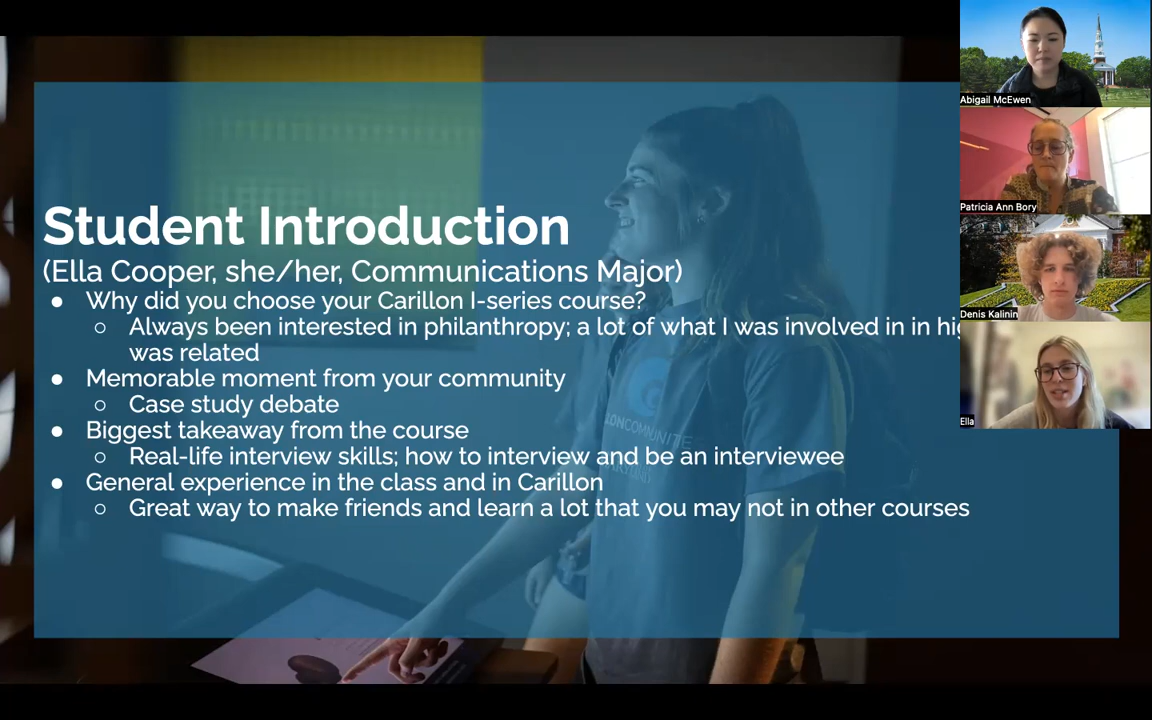 Student Introduction
(Ella Cooper, she/her, Communications Major)
● Why did you choose your Carillon I-series course?
○ Always been interested in philanthropy; a lot of what I was involved in in
was related
● Memorable moment from your community
○ Case study debate
● Biggest takeaway from the course
○ Real-life interview skills; how to interview and be an interviewee
● General experience in the class and in Carillon
○ Great way to make friends and learn a lot that you may not in other courses
Abigail McEwen
Patricia Ann Bory
Denis Kalinin
Ella